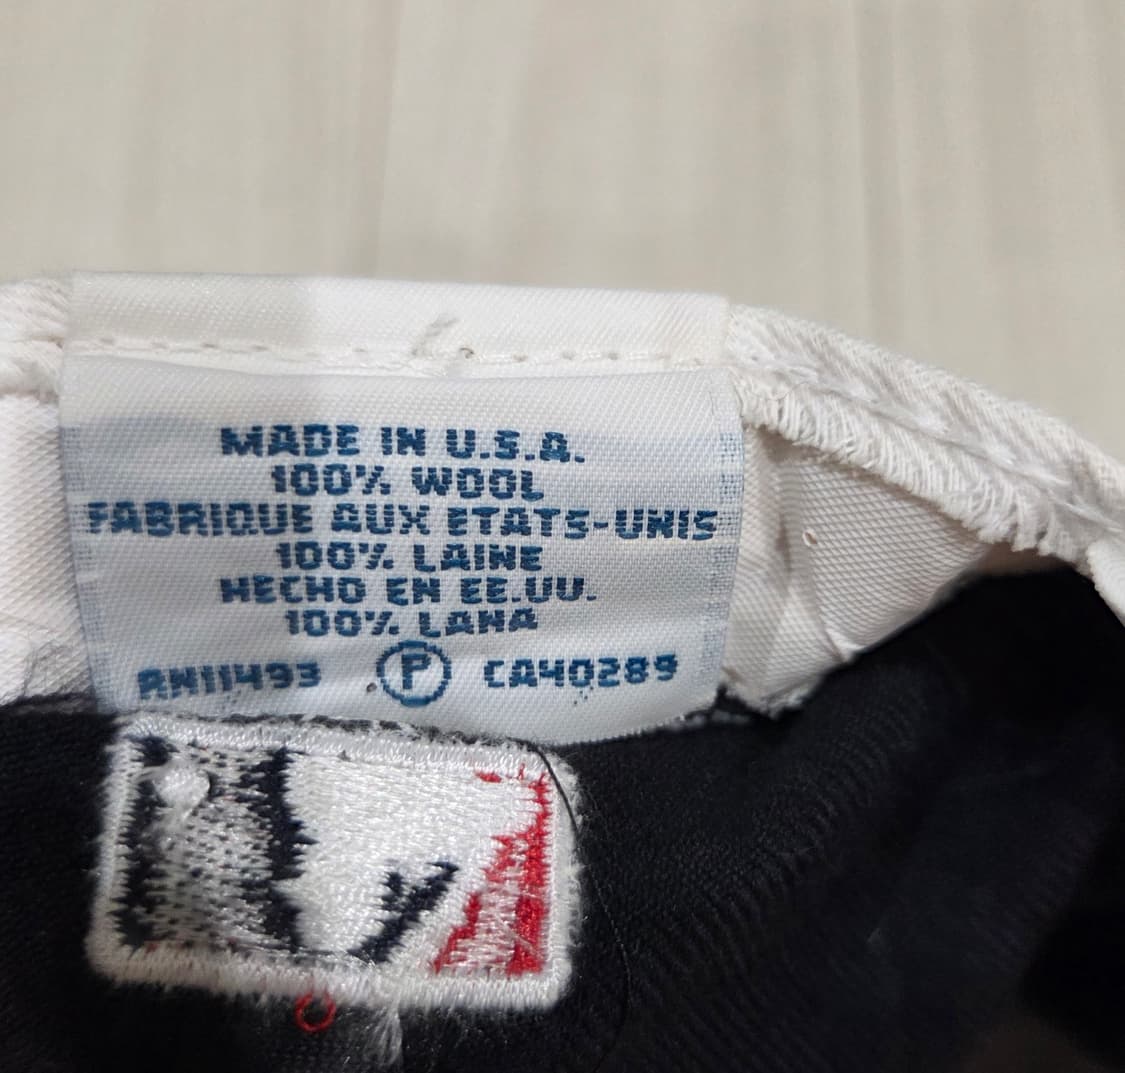 MADE IN U.S.A.
100% WOOL
FABRIQUE AUX ETATS-UNIS
100% LAINE
HECHO EN EE.UU.
100% LANA
RN11493 P CA40289